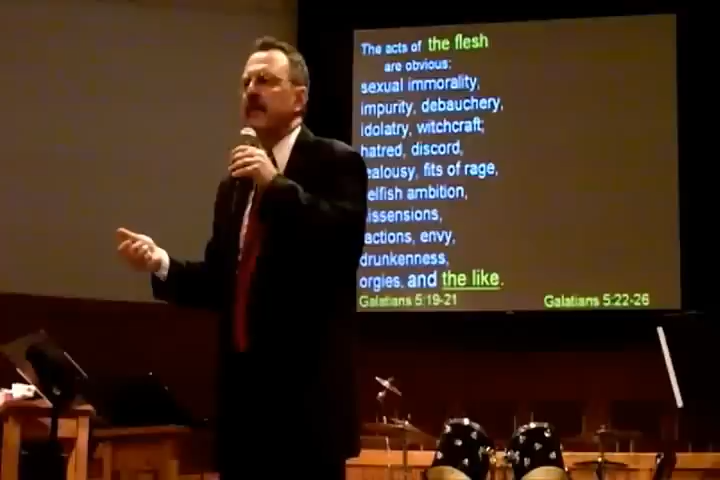 The acts of the flesh
are obvious:
sexual immorality,
impurity, debauchery,
idolatry, witchcraft;
hatred, discord,
ealousy, fits of rage,
elfish ambition,
issensions,
actions, envy,
drunkenness,
orgies, and the like.
Galatians 5:19-21 Galatians 5:22-26